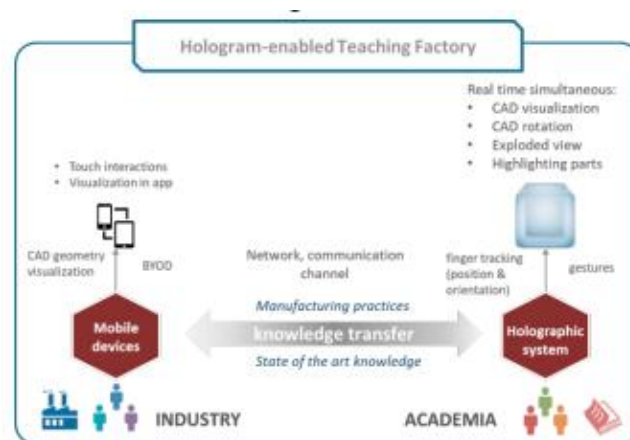 Hologram-enabled Teaching Factory
Real time simultaneous:
• CAD visualization
• CAD rotation
• Exploded view
• Highlighting parts
• Touch interactions
• Visualization in app
CAD geometry
visualization
BYOD
Network, communication
channel
finger tracking
(position &
orientation)
gestures
Manufacturing practices
Mobile
devices
knowledge transfer
Holographic
system
State of the art knowledge
INDUSTRY
ACADEMIA